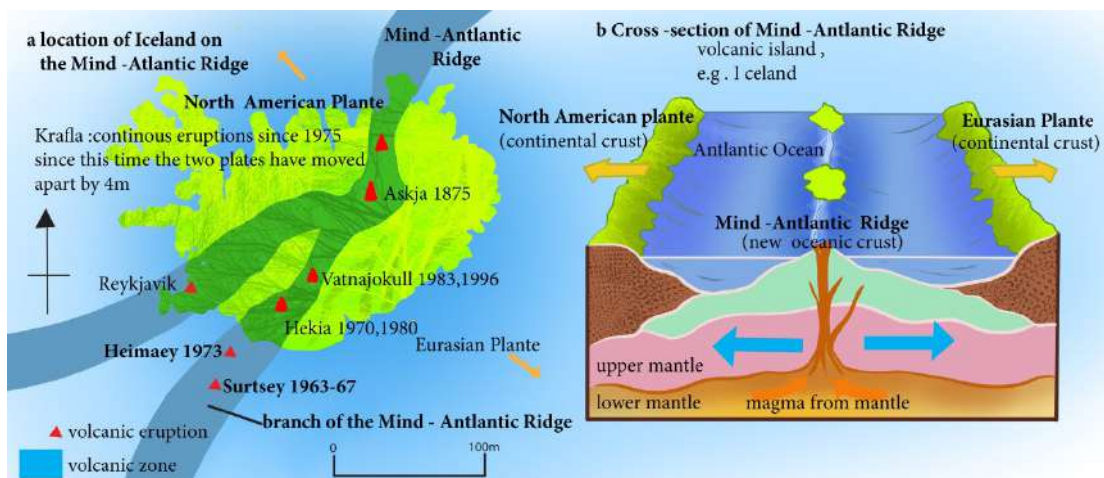 a location of Iceland on
the Mind -Atlantic Ridge
Mind -Antlantic
Ridge
North American Plante
Krafla :continous eruptions since 1975
since this time the two plates have moved
apart by 4m
Askja 1875
Reykjavik
Vatnajokull 1983,1996
Hekia 1970,1980
Heimaey 1973
Eurasian Plante
Surtsey 1963-67
branch of the Mind - Antlantic Ridge
volcanic eruption
volcanic zone
0
100m
b Cross -section of Mind -Antlantic Ridge
volcanic island ,
e.g . I celand
North American plante
(continental crust)
Eurasian Plante
(continental crust)
Antlantic Ocean
Mind -Antlantic Ridge
(new oceanic crust)
upper mantle
lower mantle
magma from mantle